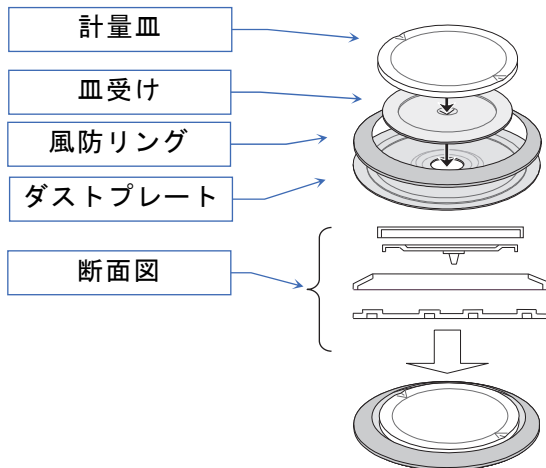 計量皿
皿受け
風防リング
ダストプレート
断面図